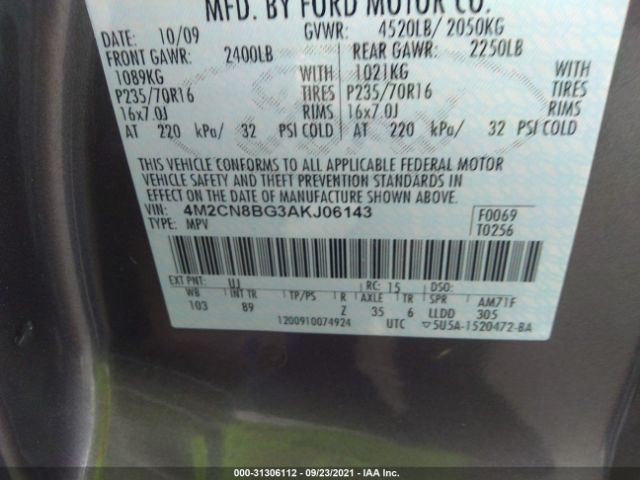 MFD. BY FORD MOTOR CO.
DATE: 10/09 GVWR: 4520LB/ 2050KG
FRONT GAWR: 2400LB REAR GAWR: 2250LB
1089KG WITH 1021KG WITH
P235/70R16 TIRES P235/70R16 TIRES
16x7.0J RIMS 16x7.0J RIMS
AT 220 kPa/ 32 PSI COLD AT 220 kPa/ 32 PSI COLD
THIS VEHICLE CONFORMS TO ALL APPLICABLE FEDERAL MOTOR
VEHICLE SAFETY AND THEFT PREVENTION STANDARDS IN
EFFECT ON THE DATE OF MANUFACTURE SHOWN ABOVE.
VIN: 4M2CN8BG3AKJ06143 F0069
TYPE: MPV T0256
EXT PNT: UJ RC: 15 DSO:
WB INT TR TP/PS R AXLE TR SPR AM71F
103 89 Z 35 6 LLDD 305
1200910074924 UTC ▽5U5A-1520472-BA
000-31306112 - 09/23/2021 - IAA Inc.